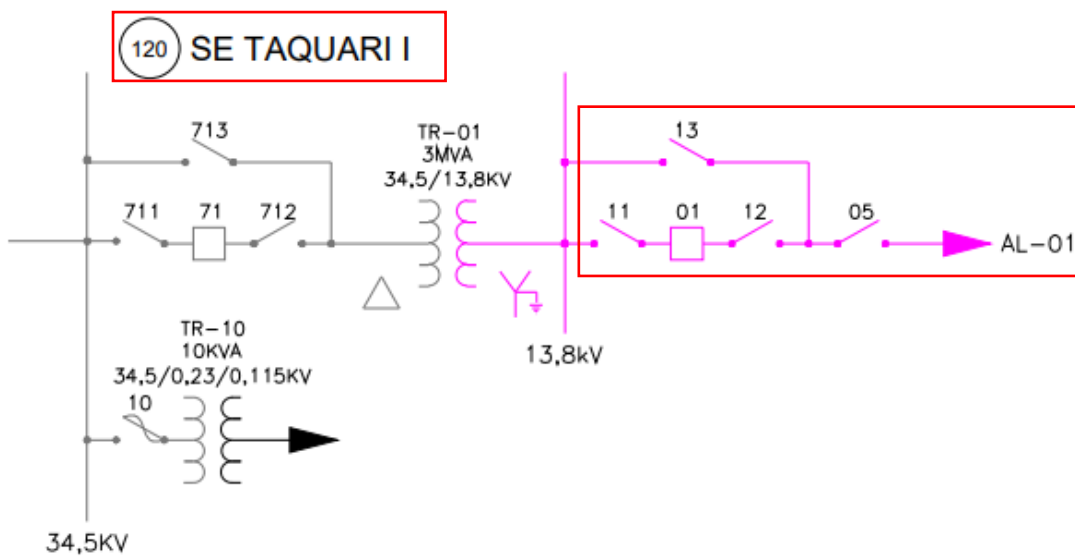 120 SE TAQUARI I
713
TR-01
3MVA
34,5/13,8KV
13
711 71 712
11 01 12 05
AL-01
TR-10
10KVA
34,5/0,23/0,115KV
10
13,8kV
34,5KV